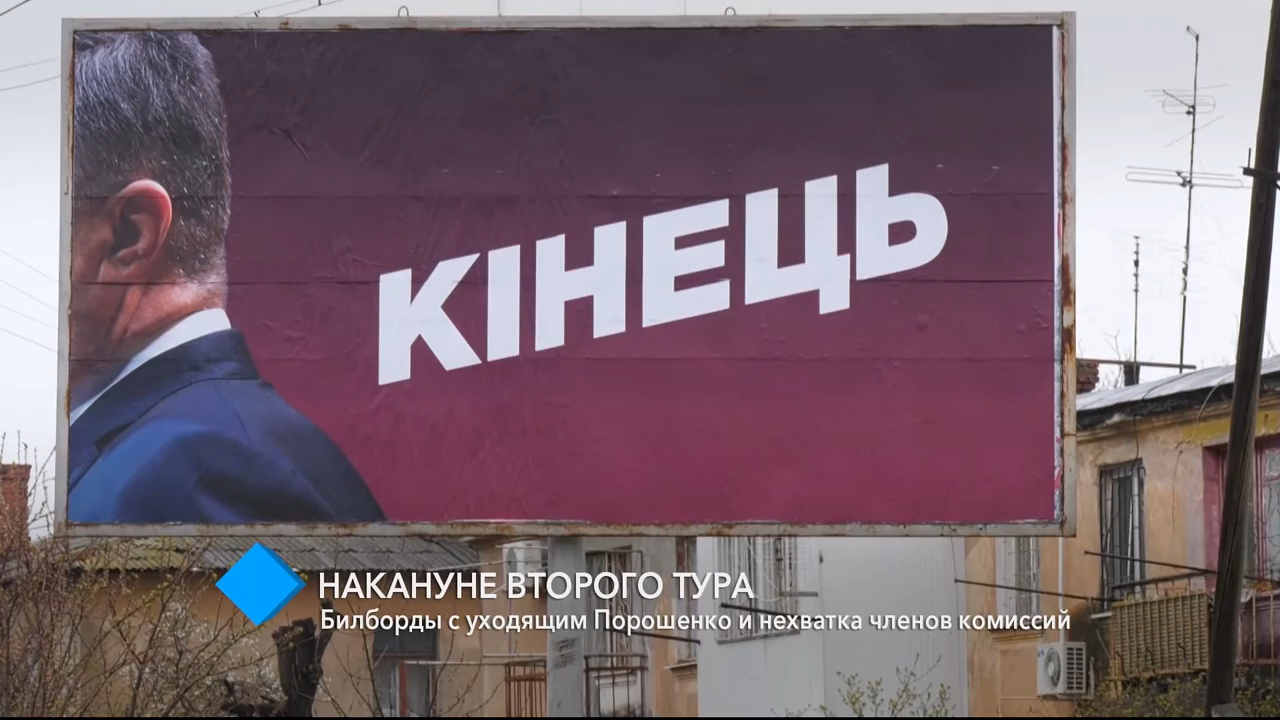 КІНЕЦЬ
НАКАНУНЕ ВТОРОГО ТУРА
Билборды с уходящим Порошенко и нехватка членов комиссий